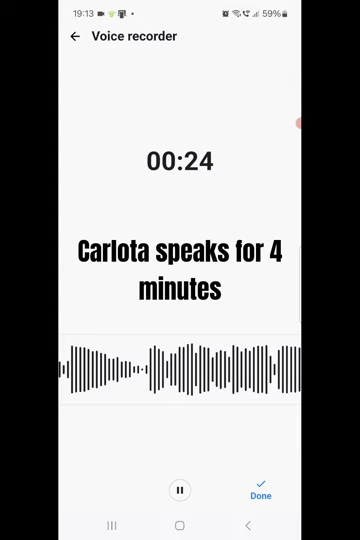 19:13
59%
Voice recorder
00:24
Carlota speaks for 4
minutes
Done